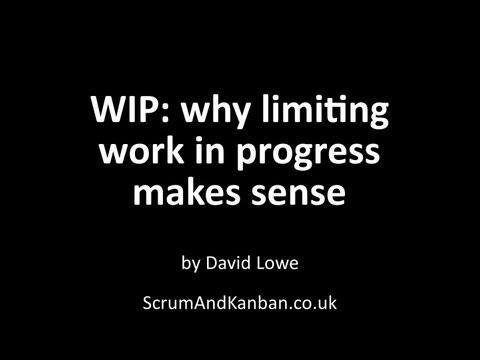 WIP: why limiting
work in progress
makes sense
by David Lowe
ScrumAndKanban.co.uk